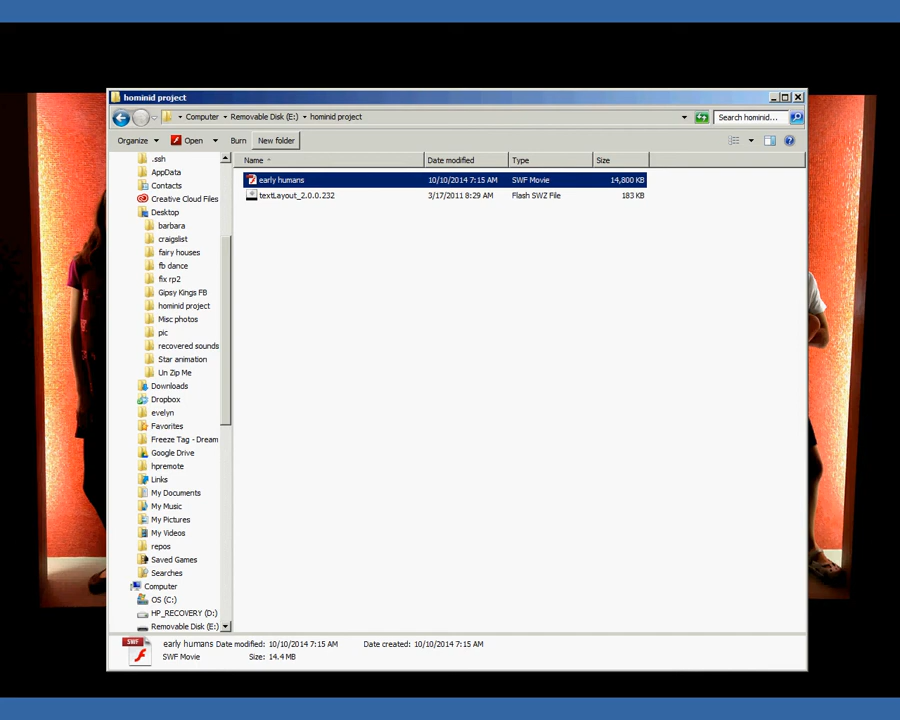 hominid project
Computer Removable Disk (E:) hominid project Search hominid...
Organize Open Burn New folder
Name Date modified Type Size
early humans 10/10/2014 7:15 AM SWF Movie 14,800 KB
textLayout_2.0.0.232 3/17/2011 8:29 AM Flash SWZ File 183 KB
.ssh
AppData
Contacts
Creative Cloud Files
Desktop
barbara
craigslist
fairy houses
fb dance
fix rp2
Gipsy Kings FB
hominid project
Misc photos
pic
recovered sounds
Star animation
Un Zip Me
Downloads
Dropbox
evelyn
Favorites
Freeze Tag - Dream
Google Drive
hpremote
Links
My Documents
My Music
My Pictures
My Videos
repos
Saved Games
Searches
Computer
OS (C:)
HP_RECOVERY (D:)
Removable Disk (E:)
SWF
early humans Date modified: 10/10/2014 7:15 AM Date created: 10/10/2014 7:15 AM
SWF Movie Size: 14.4 MB